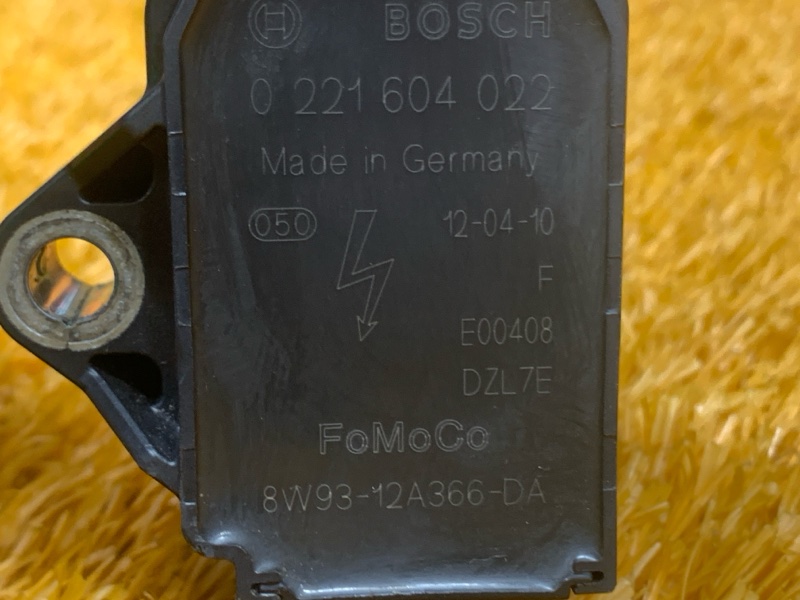 BOSCH
0 221 604 022
Made in Germany
050 12-04-10
F
E00408
DZL7E
FoMoCo
8W93-12A366-DA